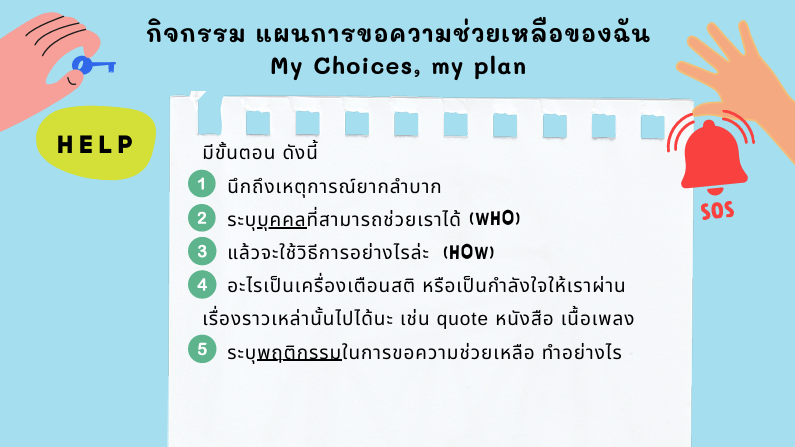 กิจกรรม แผนการขอความช่วยเหลือของฉัน
My Choices, my plan
HELP
มีขั้นตอน ดังนี้
1 นึกถึงเหตุการณ์ยากลำบาก
2 ระบุบุคคลที่สามารถช่วยเราได้ (WHO)
3 แล้วจะใช้วิธีการอย่างไรล่ะ (HOW)
4 อะไรเป็นเครื่องเตือนสติ หรือเป็นกำลังใจให้เราผ่าน
เรื่องราวเหล่านั้นไปได้นะ เช่น quote หนังสือ เนื้อเพลง
5 ระบุพฤติกรรมในการขอความช่วยเหลือ ทำอย่างไร
SOS